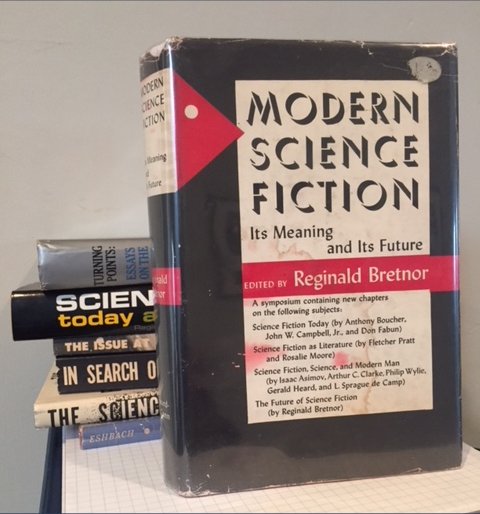 MODERN
SCIENCE
FICTION
Its Meaning
and Its Future
EDITED BY Reginald Bretnor
A symposium containing new chapters
on the following subjects:
Science Fiction Today (by Anthony Boucher,
John W. Campbell, Jr., and Don Fabun)
Science Fiction as Literature (by Fletcher Pratt
and Rosalie Moore)
Science Fiction, Science, and Modern Man
(by Isaac Asimov, Arthur C. Clarke, Philip Wylie,
Gerald Heard, and L. Sprague de Camp)
The Future of Science Fiction
(by Reginald Bretnor)
MODERN
SCIENCE
FICTION
Meaning
and
Future
TURNING
POINTS:
ESSAYS
ON THE
SCIEN
today a
THE ISSUE AT
IN SEARCH O
THE SCIENC
ESHBACH